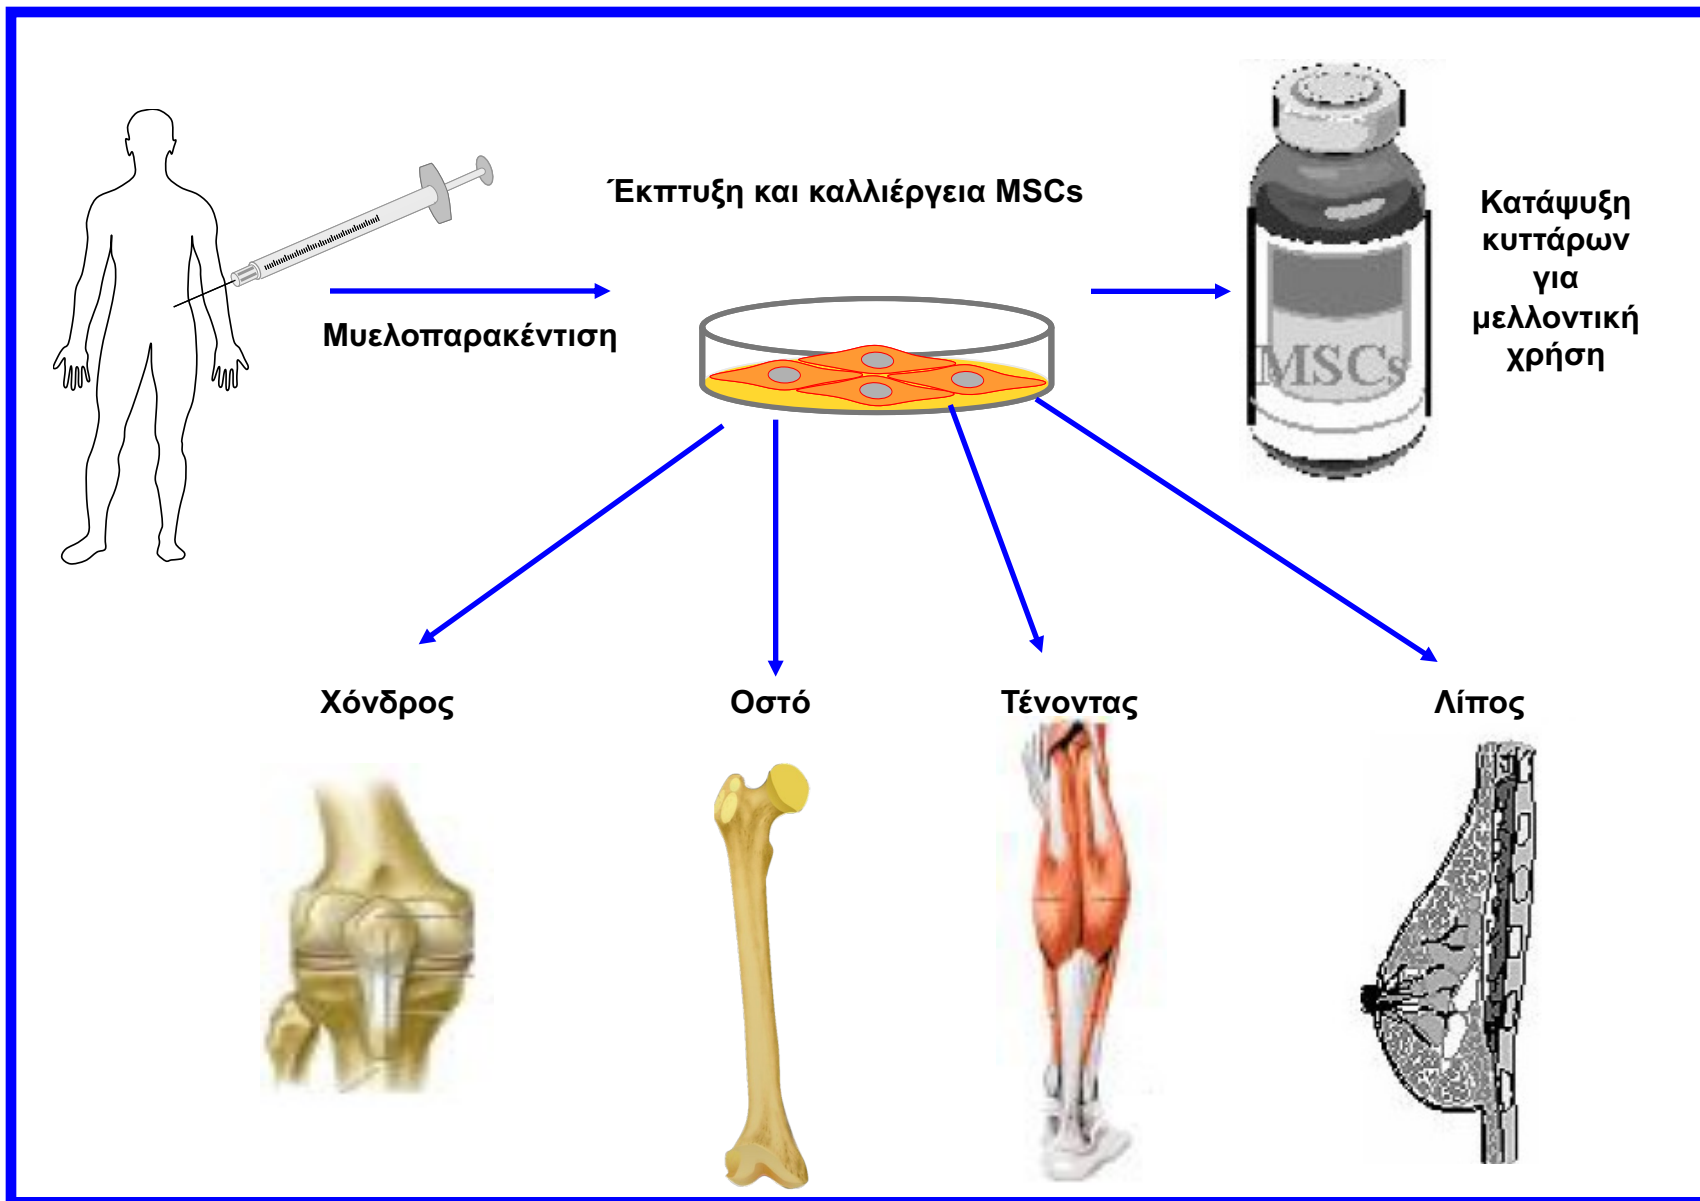 Έκπτυξη και καλλιέργεια MSCs
Μυελοπαρακέντιση
Κατάψυξη
κυττάρων
για
μελλοντική
χρήση
MSCs
Χόνδρος
Οστό
Τένοντας
Λίπος